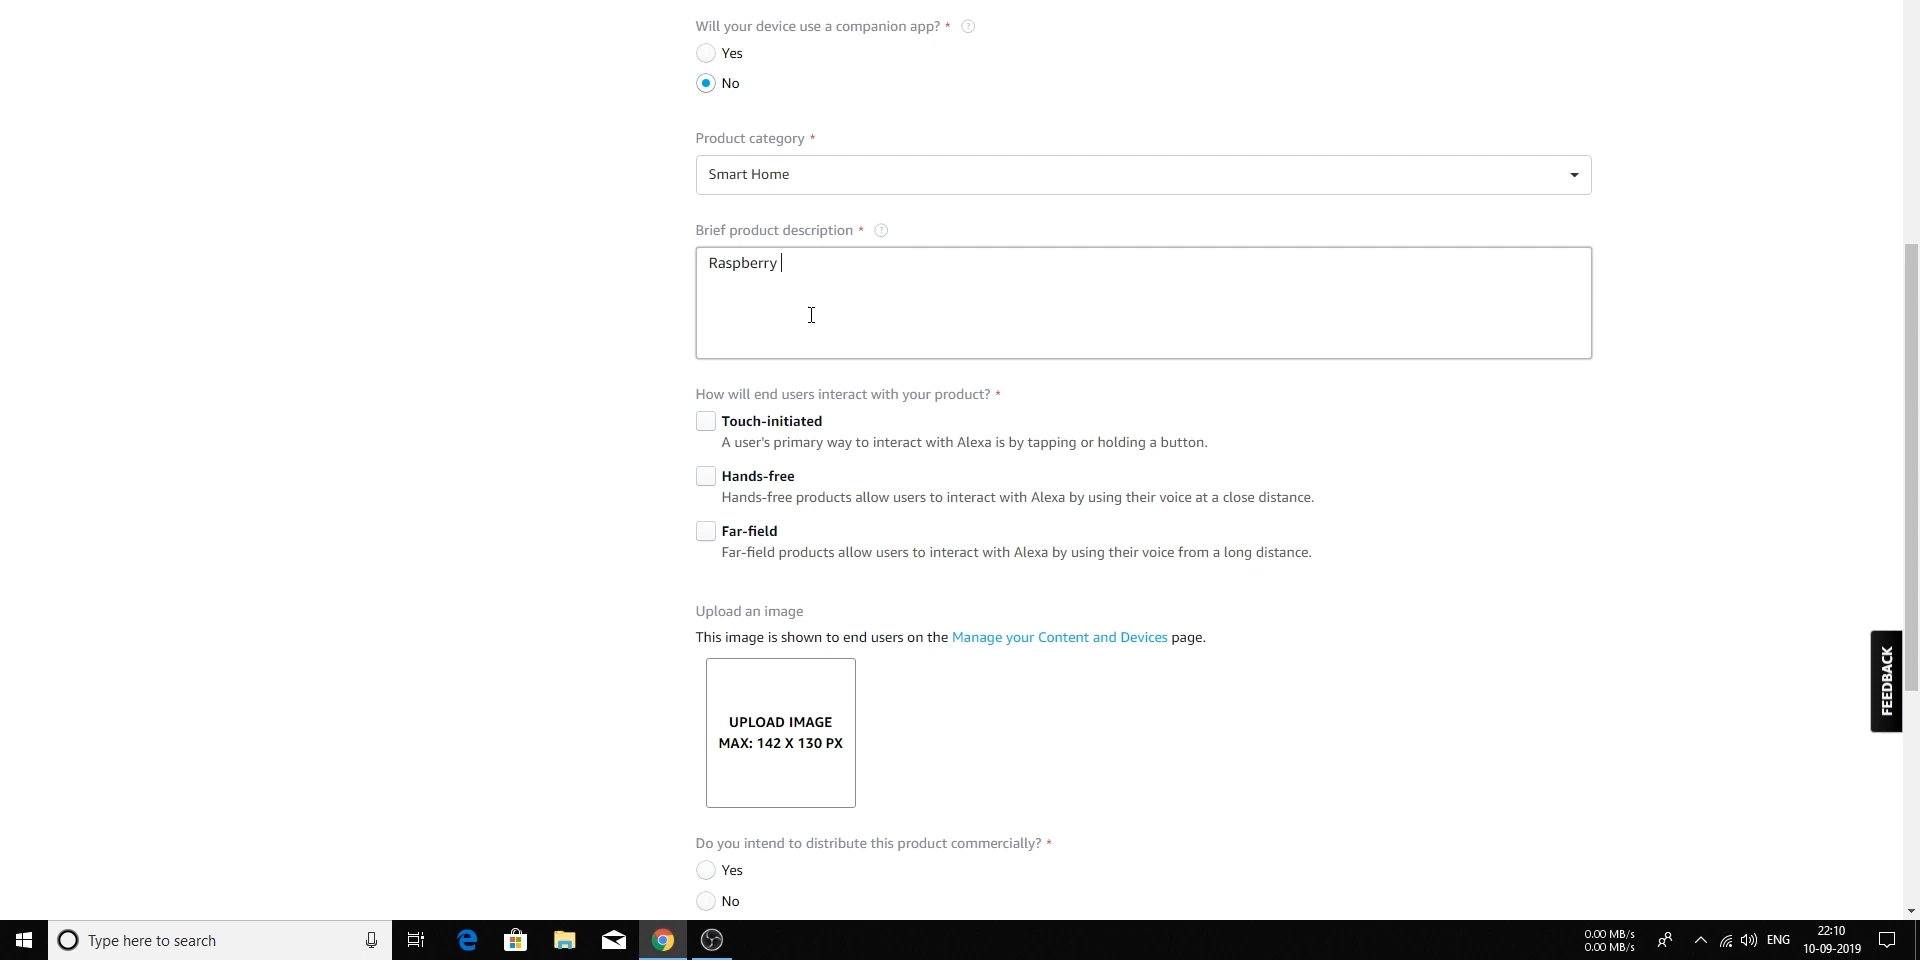 Will your device use a companion app? * ?
Yes
No
Product category *
Smart Home
Brief product description * ?
Raspberry
How will end users interact with your product? *
Touch-initiated
A user's primary way to interact with Alexa is by tapping or holding a button.
Hands-free
Hands-free products allow users to interact with Alexa by using their voice at a close distance.
Far-field
Far-field products allow users to interact with Alexa by using their voice from a long distance.
Upload an image
This image is shown to end users on the Manage your Content and Devices page.
UPLOAD IMAGE
MAX: 142 X 130 PX
FEEDBACK
Do you intend to distribute this product commercially? *
Yes
No
Type here to search
0.00 MB/s
0.00 MB/s
ENG
22:10
10-09-2019